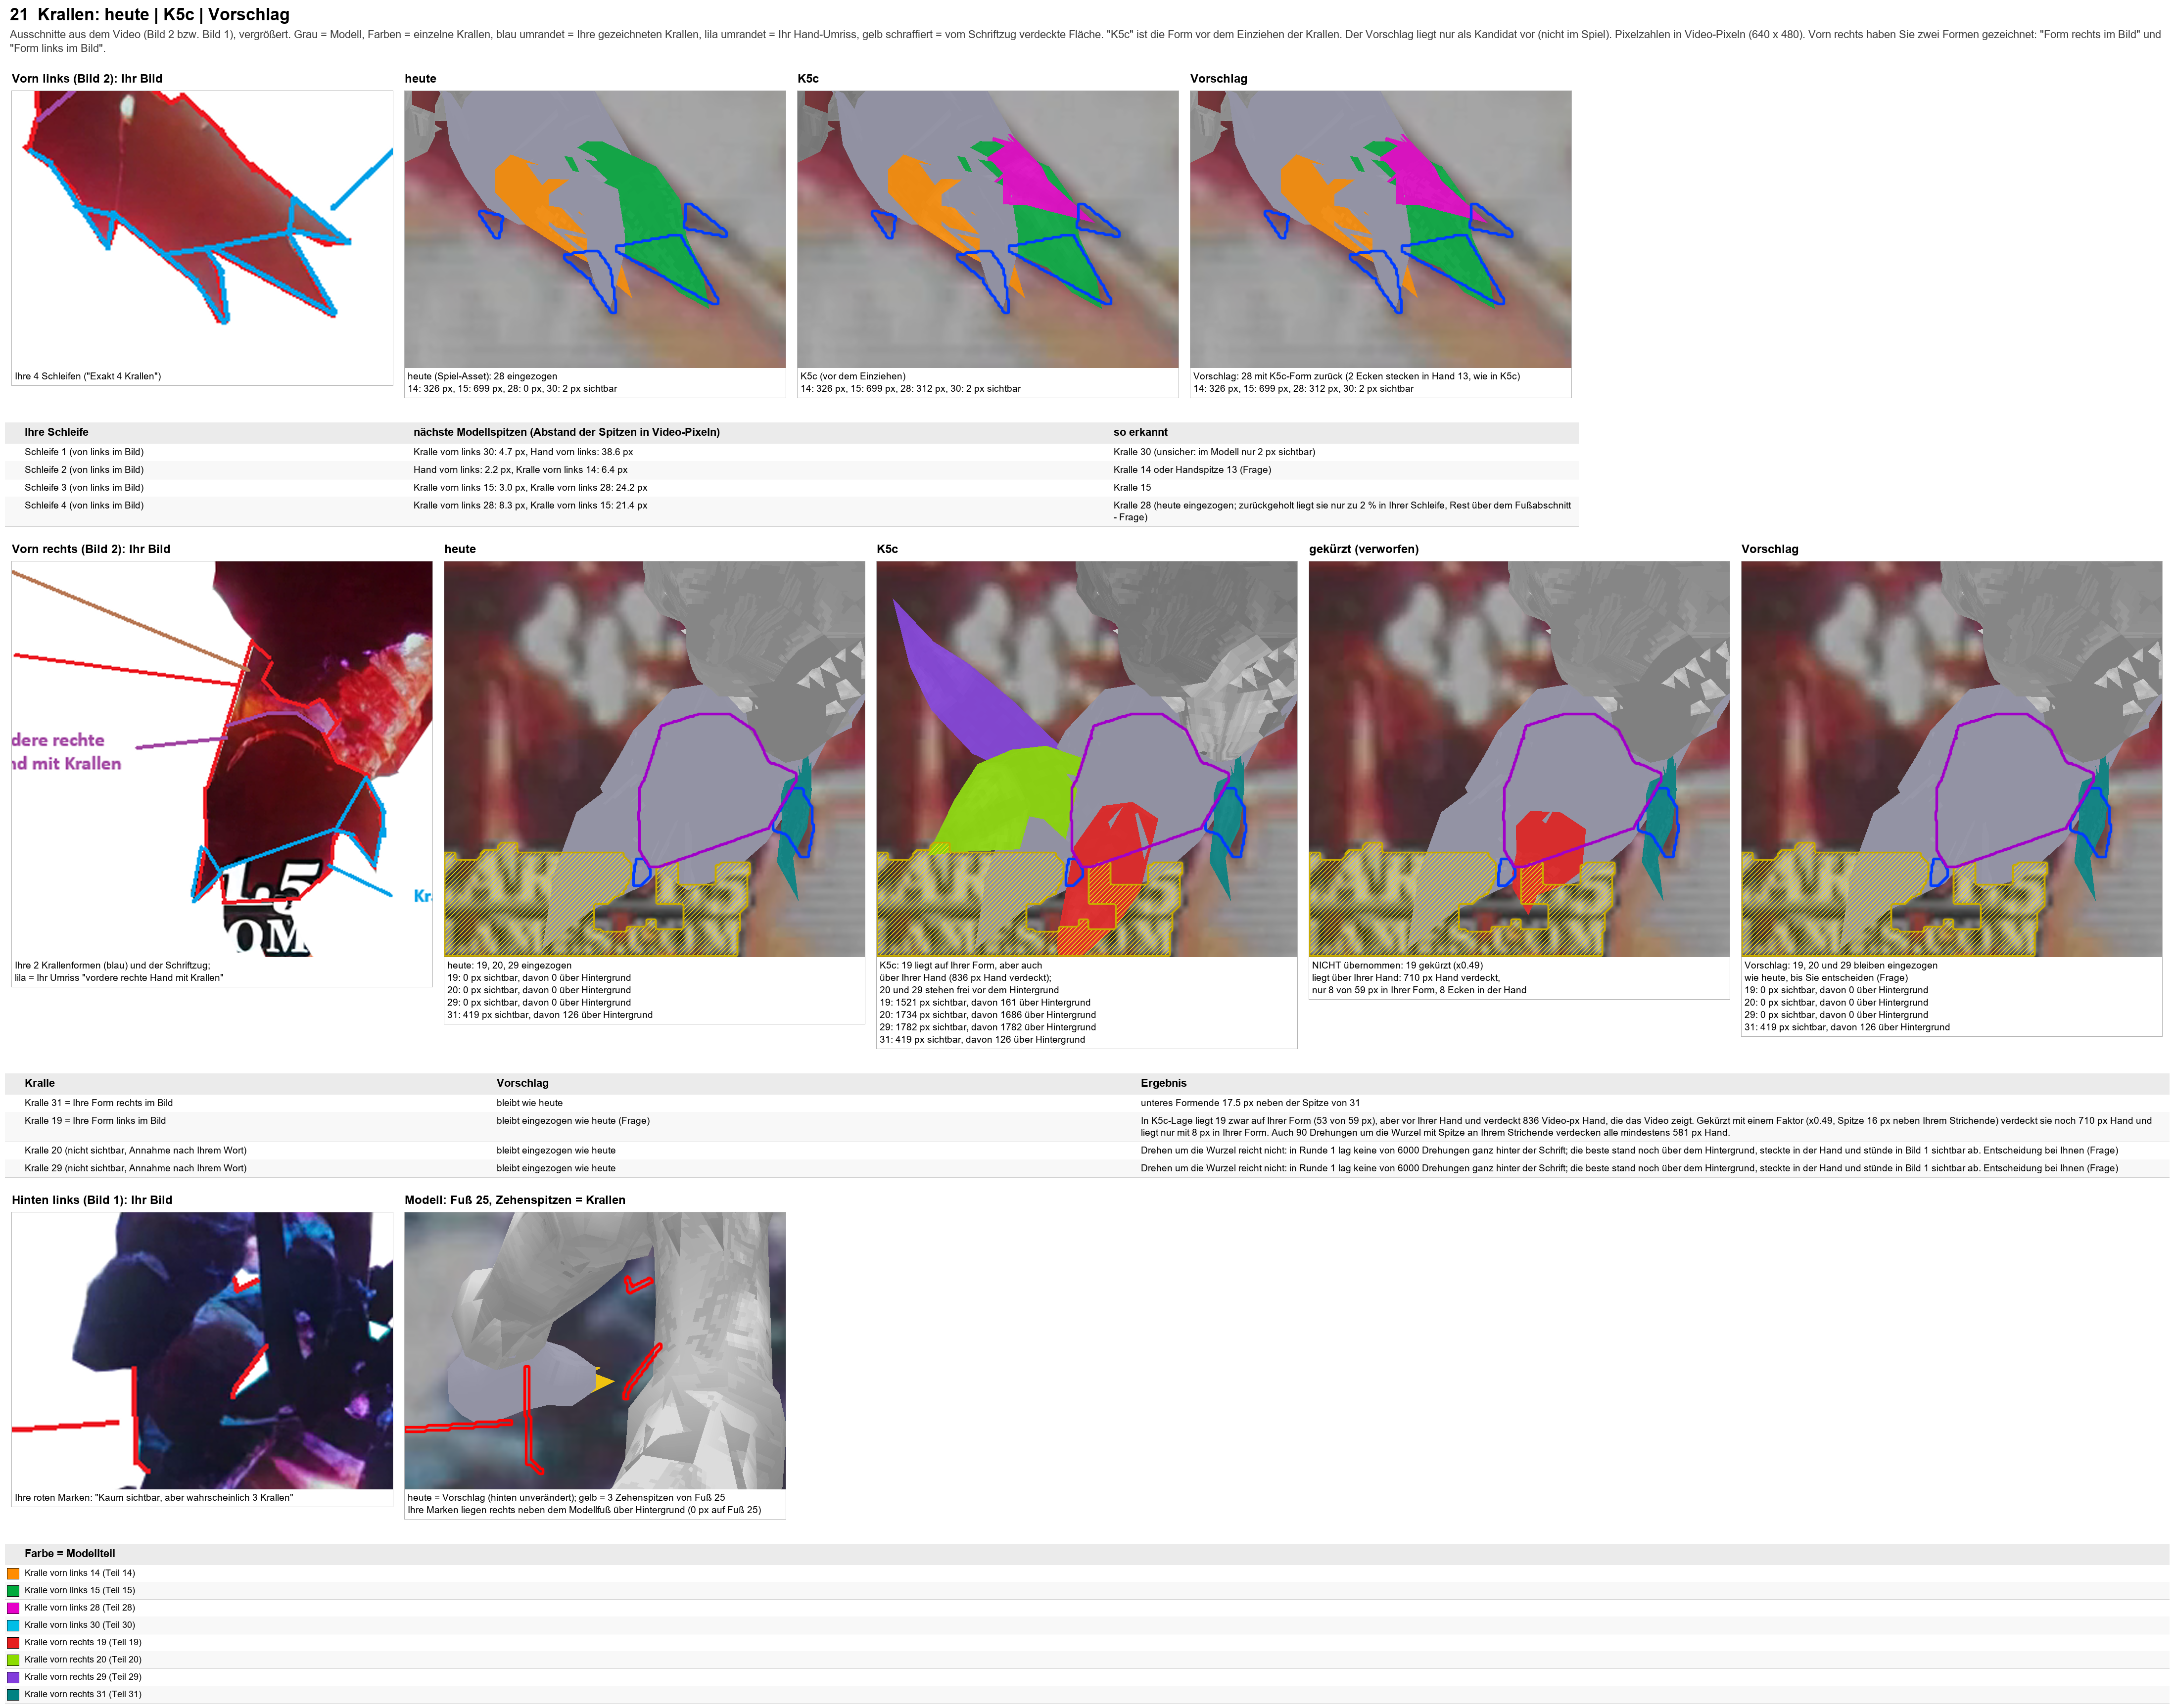 21 Krallen: heute | K5c | Vorschlag
Ausschnitte aus dem Video (Bild 2 bzw. Bild 1), vergrößert. Grau = Modell, Farben = einzelne Krallen, blau umrandet = Ihre gezeichneten Krallen, lila umrandet = Ihr Hand-Umriss, gelb schraffiert = vom Schriftzug verdeckte Fläche. "K5c" ist die Form vor dem Einziehen der Krallen. Der Vorschlag liegt nur als Kandidat vor (nicht im Spiel). Pixelzahlen in Video-Pixeln (640 x 480). Vorn rechts haben Sie zwei Formen gezeichnet: "Form rechts im Bild" und
"Form links im Bild".
Vorn links (Bild 2): Ihr Bild
heute
K5c
Vorschlag
Ihre 4 Schleifen ("Exakt 4 Krallen")
heute (Spiel-Asset): 28 eingezogen
14: 326 px, 15: 699 px, 28: 0 px, 30: 2 px sichtbar
K5c (vor dem Einziehen)
14: 326 px, 15: 699 px, 28: 312 px, 30: 2 px sichtbar
Vorschlag: 28 mit K5c-Form zurück (2 Ecken stecken in Hand 13, wie in K5c)
14: 326 px, 15: 699 px, 28: 312 px, 30: 2 px sichtbar
Ihre Schleife
nächste Modellspitzen (Abstand der Spitzen in Video-Pixeln)
so erkannt
Schleife 1 (von links im Bild)
Kralle vorn links 30: 4.7 px, Hand vorn links: 38.6 px
Kralle 30 (unsicher: im Modell nur 2 px sichtbar)
Schleife 2 (von links im Bild)
Hand vorn links: 2.2 px, Kralle vorn links 14: 6.4 px
Kralle 14 oder Handspitze 13 (Frage)
Schleife 3 (von links im Bild)
Kralle vorn links 15: 3.0 px, Kralle vorn links 28: 24.2 px
Kralle 15
Schleife 4 (von links im Bild)
Kralle vorn links 28: 8.3 px, Kralle vorn links 15: 21.4 px
Kralle 28 (heute eingezogen; zurückgeholt liegt sie nur zu 2 % in Ihrer Schleife, Rest über dem Fußabschnitt
- Frage)
Vorn rechts (Bild 2): Ihr Bild
heute
K5c
gekürzt (verworfen)
Vorschlag
dere rechte
nd mit Krallen
1.5
OM
Kr
Ihre 2 Krallenformen (blau) und der Schriftzug;
lila = Ihr Umriss "vordere rechte Hand mit Krallen"
heute: 19, 20, 29 eingezogen
19: 0 px sichtbar, davon 0 über Hintergrund
20: 0 px sichtbar, davon 0 über Hintergrund
29: 0 px sichtbar, davon 0 über Hintergrund
31: 419 px sichtbar, davon 126 über Hintergrund
K5c: 19 liegt auf Ihrer Form, aber auch
über Ihrer Hand (836 px Hand verdeckt);
20 und 29 stehen frei vor dem Hintergrund
19: 1521 px sichtbar, davon 161 über Hintergrund
20: 1734 px sichtbar, davon 1686 über Hintergrund
29: 1782 px sichtbar, davon 1782 über Hintergrund
31: 419 px sichtbar, davon 126 über Hintergrund
NICHT übernommen: 19 gekürzt (x0.49)
liegt über Ihrer Hand: 710 px Hand verdeckt,
nur 8 von 59 px in Ihrer Form, 8 Ecken in der Hand
Vorschlag: 19, 20 und 29 bleiben eingezogen
wie heute, bis Sie entscheiden (Frage)
19: 0 px sichtbar, davon 0 über Hintergrund
20: 0 px sichtbar, davon 0 über Hintergrund
29: 0 px sichtbar, davon 0 über Hintergrund
31: 419 px sichtbar, davon 126 über Hintergrund
Kralle
Vorschlag
Ergebnis
Kralle 31 = Ihre Form rechts im Bild
bleibt wie heute
unteres Formende 17.5 px neben der Spitze von 31
Kralle 19 = Ihre Form links im Bild
bleibt eingezogen wie heute (Frage)
In K5c-Lage liegt 19 zwar auf Ihrer Form (53 von 59 px), aber vor Ihrer Hand und verdeckt 836 Video-px Hand, die das Video zeigt. Gekürzt mit einem Faktor (x0.49, Spitze 16 px neben Ihrem Strichende) verdeckt sie noch 710 px Hand und
liegt nur mit 8 px in Ihrer Form. Auch 90 Drehungen um die Wurzel mit Spitze an Ihrem Strichende verdecken alle mindestens 581 px Hand.
Kralle 20 (nicht sichtbar, Annahme nach Ihrem Wort)
bleibt eingezogen wie heute
Drehen um die Wurzel reicht nicht: in Runde 1 lag keine von 6000 Drehungen ganz hinter der Schrift; die beste stand noch über dem Hintergrund, steckte in der Hand und stünde in Bild 1 sichtbar ab. Entscheidung bei Ihnen (Frage)
Kralle 29 (nicht sichtbar, Annahme nach Ihrem Wort)
bleibt eingezogen wie heute
Drehen um die Wurzel reicht nicht: in Runde 1 lag keine von 6000 Drehungen ganz hinter der Schrift; die beste stand noch über dem Hintergrund, steckte in der Hand und stünde in Bild 1 sichtbar ab. Entscheidung bei Ihnen (Frage)
Hinten links (Bild 1): Ihr Bild
Modell: Fuß 25, Zehenspitzen = Krallen
Ihre roten Marken: "Kaum sichtbar, aber wahrscheinlich 3 Krallen"
heute = Vorschlag (hinten unverändert); gelb = 3 Zehenspitzen von Fuß 25
Ihre Marken liegen rechts neben dem Modellfuß über Hintergrund (0 px auf Fuß 25)
Farbe = Modellteil
Kralle vorn links 14 (Teil 14)
Kralle vorn links 15 (Teil 15)
Kralle vorn links 28 (Teil 28)
Kralle vorn links 30 (Teil 30)
Kralle vorn rechts 19 (Teil 19)
Kralle vorn rechts 20 (Teil 20)
Kralle vorn rechts 29 (Teil 29)
Kralle vorn rechts 31 (Teil 31)